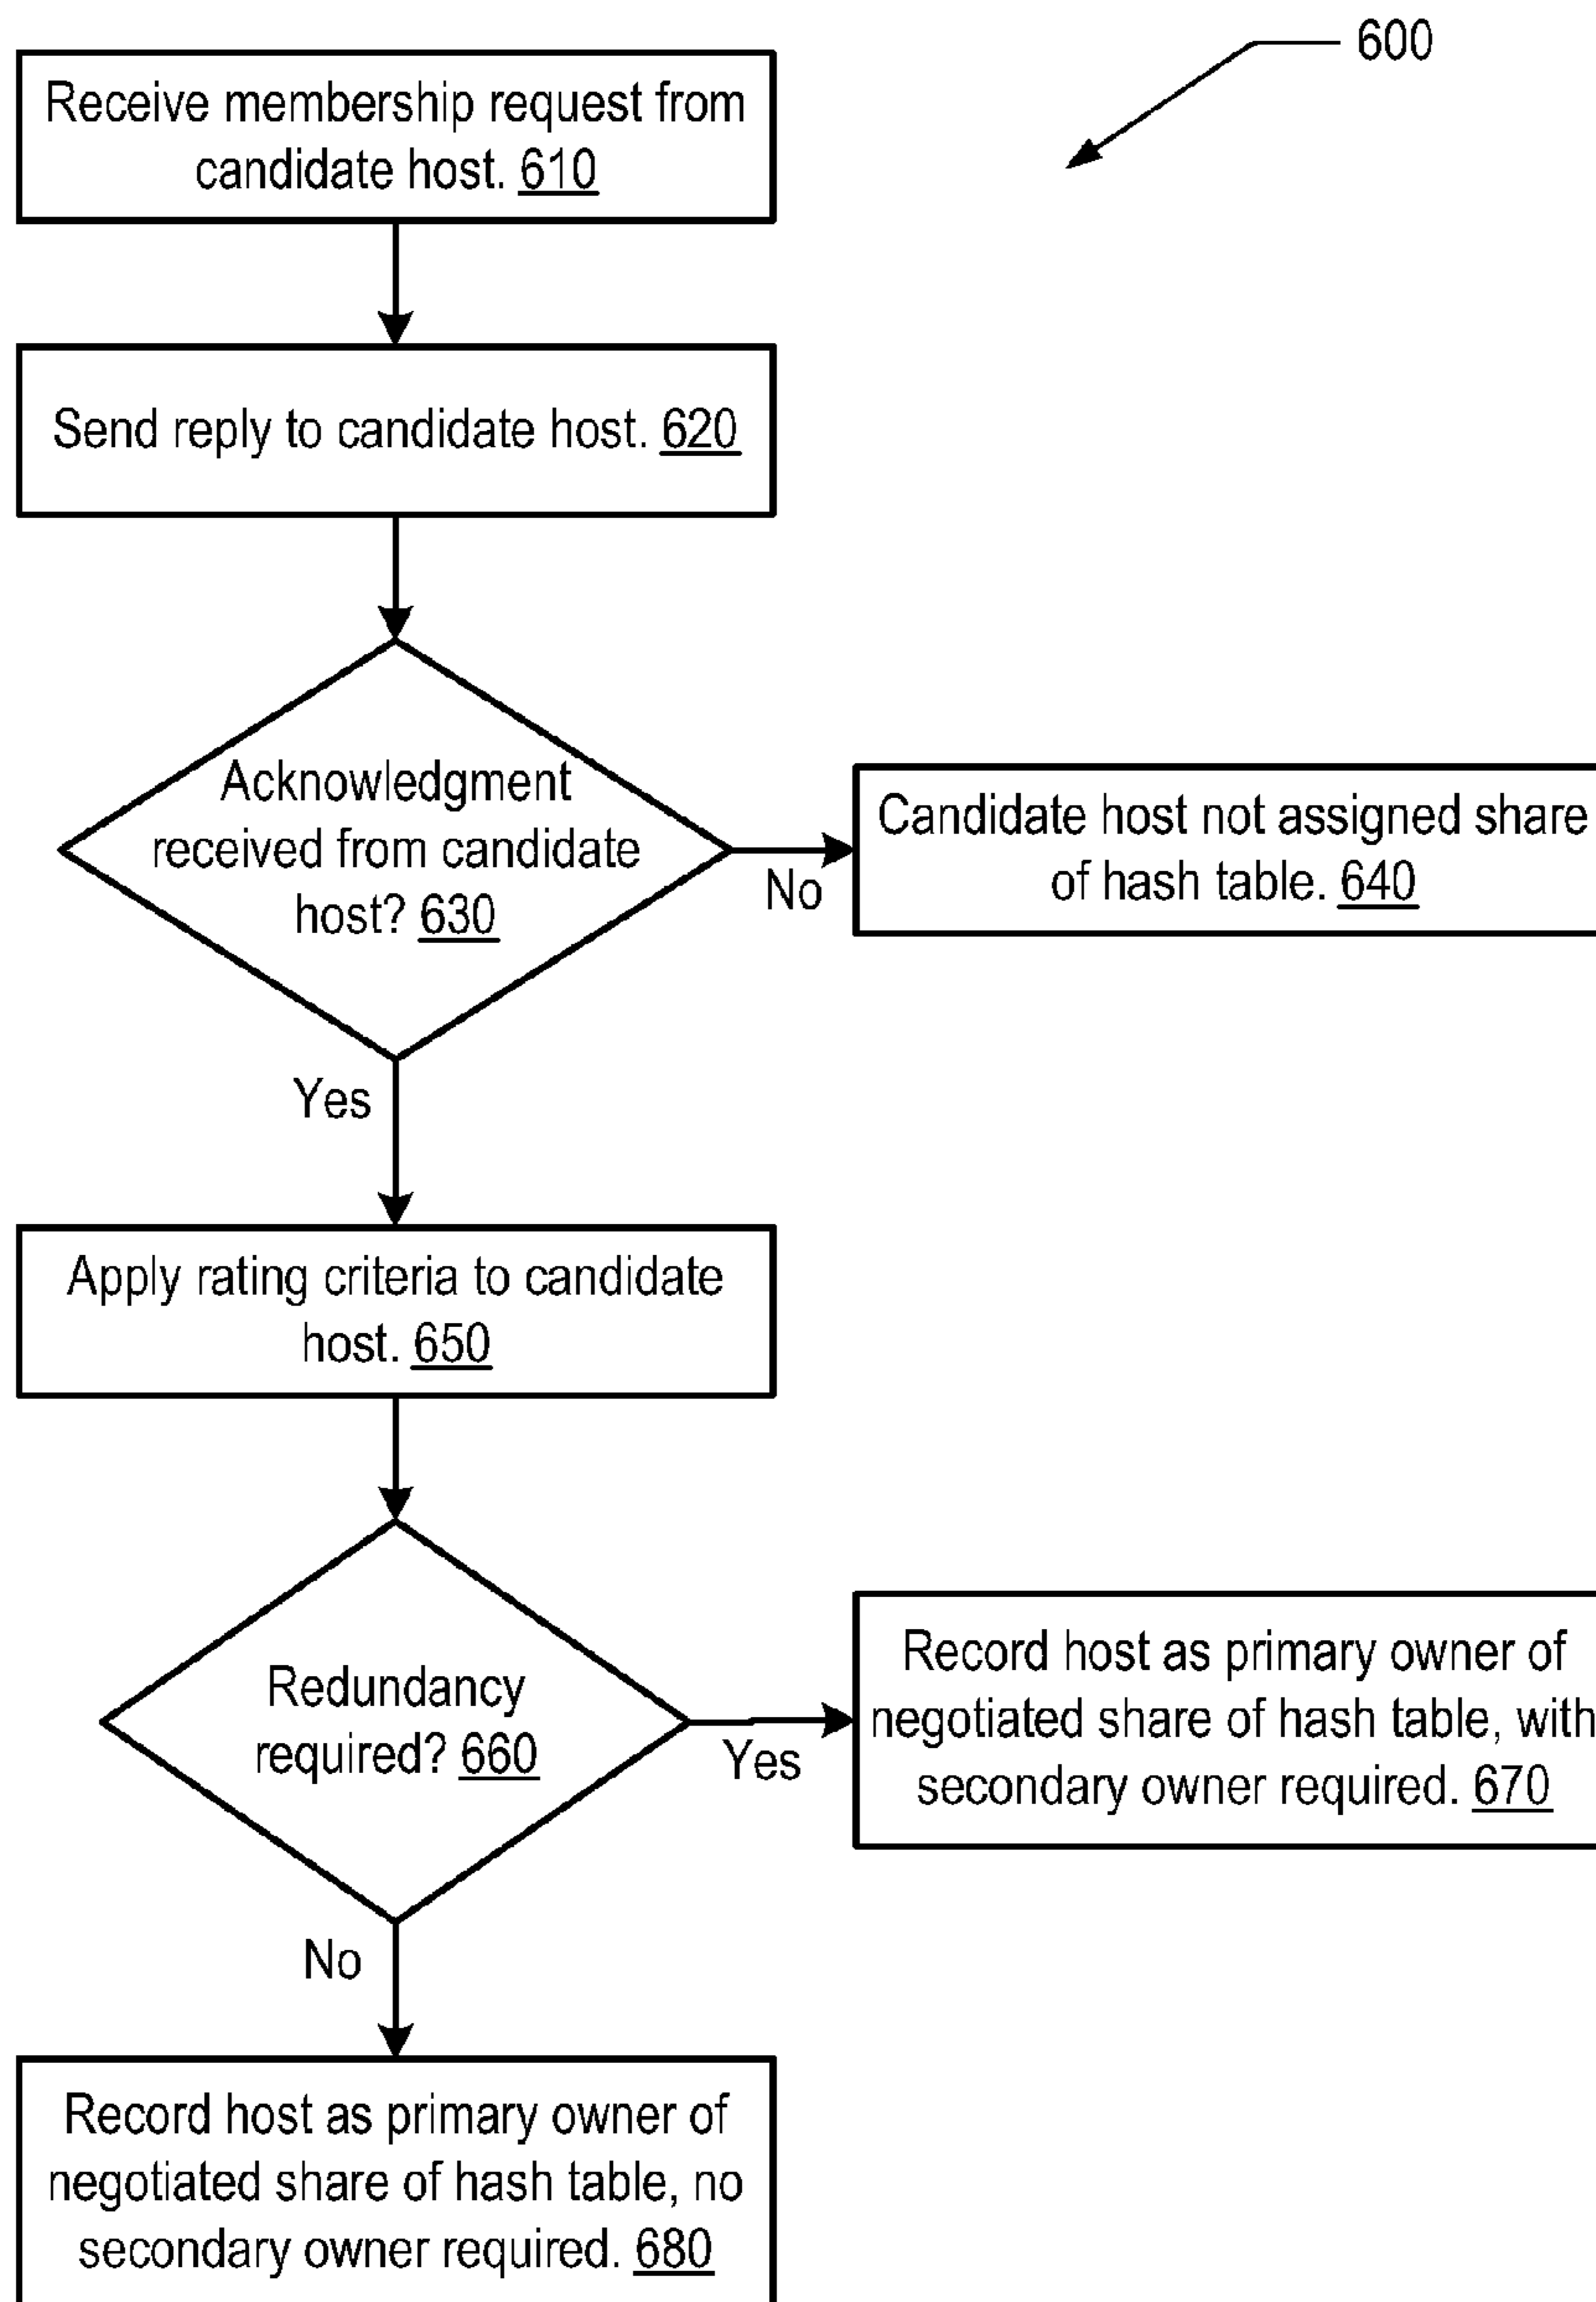 600
Receive membership request from
candidate host. 610
Send reply to candidate host. 620
Acknowledgment
received from candidate
host? 630
No
Candidate host not assigned share
of hash table. 640
Yes
Apply rating criteria to candidate
host. 650
Redundancy
required? 660
Yes
Record host as primary owner of
negotiated share of hash table, with
secondary owner required. 670
No
Record host as primary owner of
negotiated share of hash table, no
secondary owner required. 680